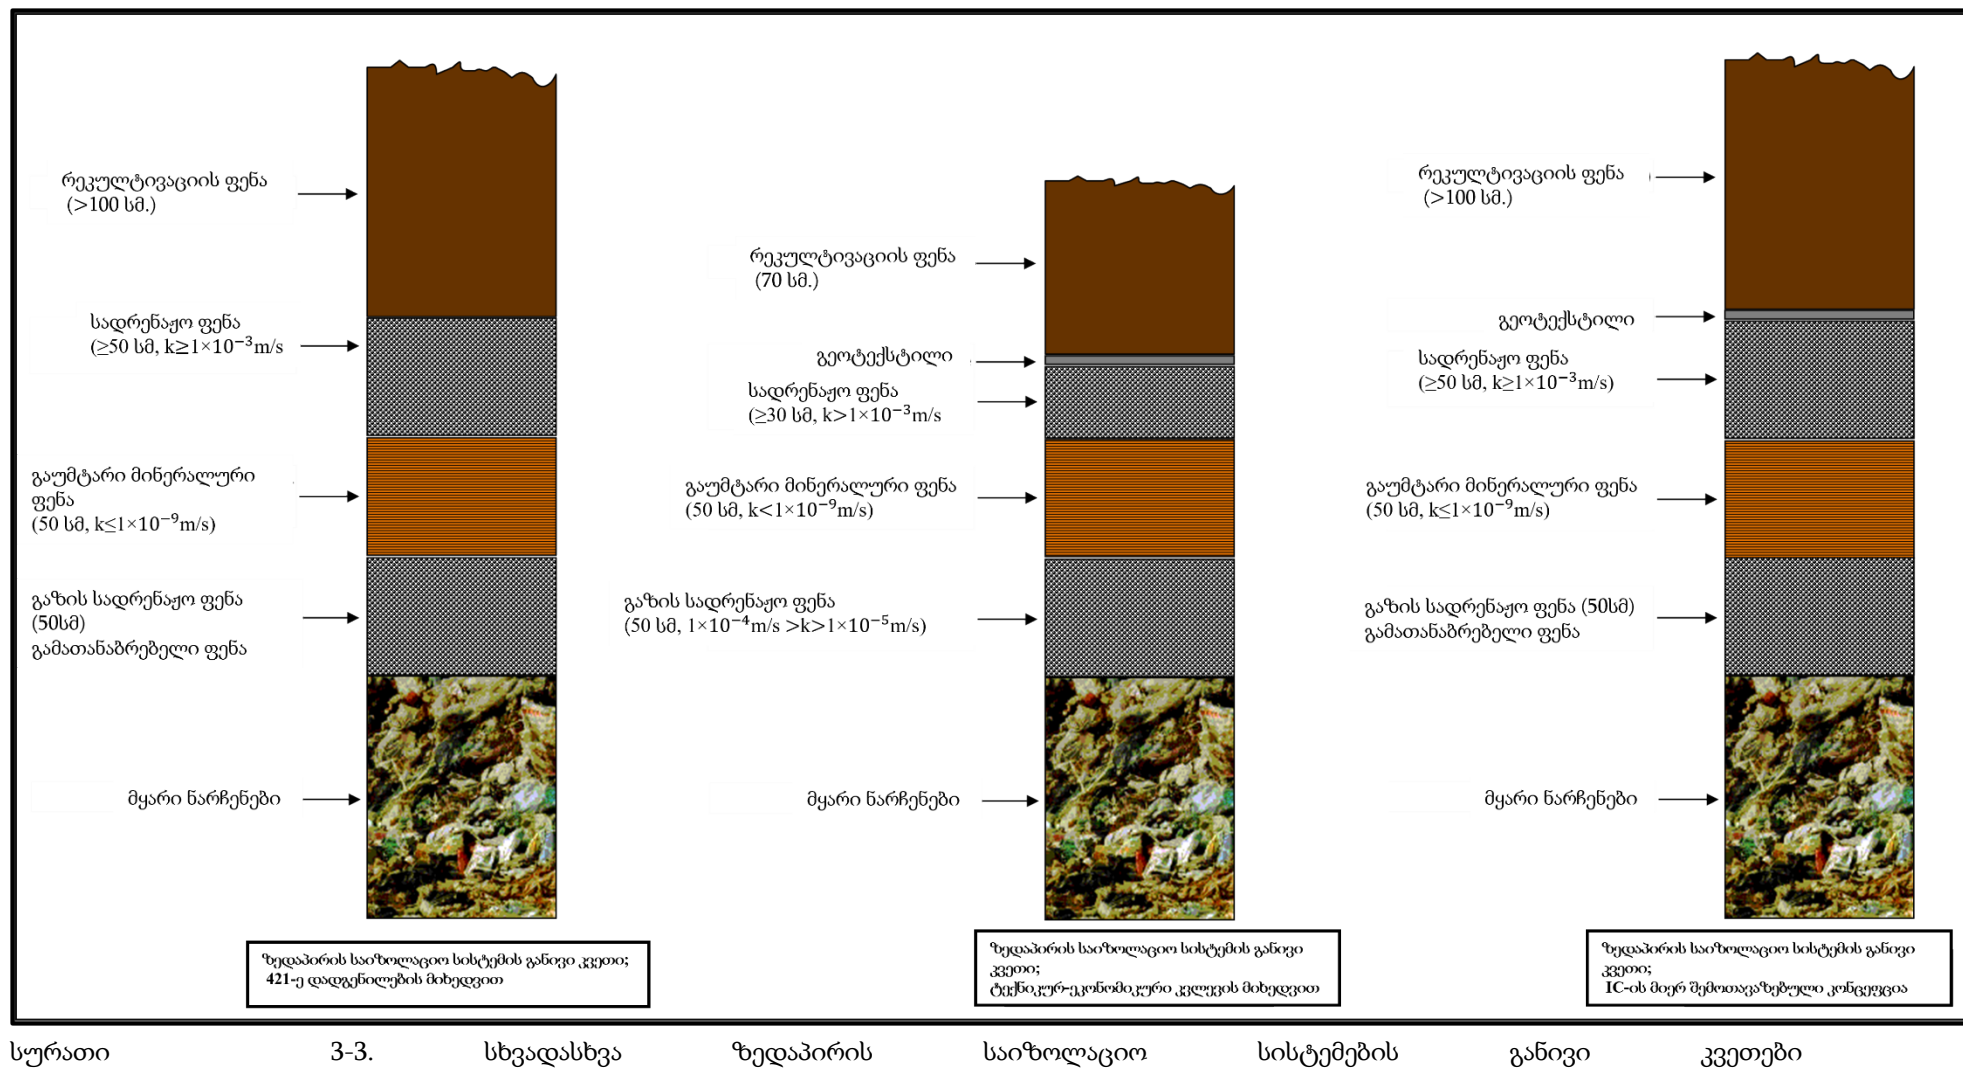 რეკულტივაციის ფენა
(>100 სმ.)
სადრენაჟო ფენა
(≥50 სმ, k≥1×10⁻³m/s
გაუმტარი მინერალური
ფენა
(50 სმ, k≤1×10⁻⁹m/s)
გაზის სადრენაჟო ფენა
(50სმ)
გამათანაბრებელი ფენა
მყარი ნარჩენები
ზედაპირის საიზოლაციო სისტემის განივი კვეთი;
421-ე დადგენილების მიხედვით
რეკულტივაციის ფენა
(70 სმ.)
გეოტექსტილი
სადრენაჟო ფენა
(≥30 სმ, k>1×10⁻³m/s
გაუმტარი მინერალური ფენა
(50 სმ, k<1×10⁻⁹m/s)
გაზის სადრენაჟო ფენა
(50 სმ, 1×10⁻⁴m/s >k>1×10⁻⁵m/s)
მყარი ნარჩენები
ზედაპირის საიზოლაციო სისტემის განივი
კვეთი;
ტექნიკურ-ეკონომიკური კვლევის მიხედვით
რეკულტივაციის ფენა
(>100 სმ.)
გეოტექსტილი
სადრენაჟო ფენა
(≥50 სმ, k≥1×10⁻³m/s)
გაუმტარი მინერალური ფენა
(50 სმ, k≤1×10⁻⁹m/s)
გაზის სადრენაჟო ფენა (50სმ)
გამათანაბრებელი ფენა
მყარი ნარჩენები
ზედაპირის საიზოლაციო სისტემის განივი
კვეთი;
IC-ის მიერ შემოთავაზებული კონცეფცია
სურათი 3-3. სხვადასხვა ზედაპირის საიზოლაციო სისტემების განივი კვეთები